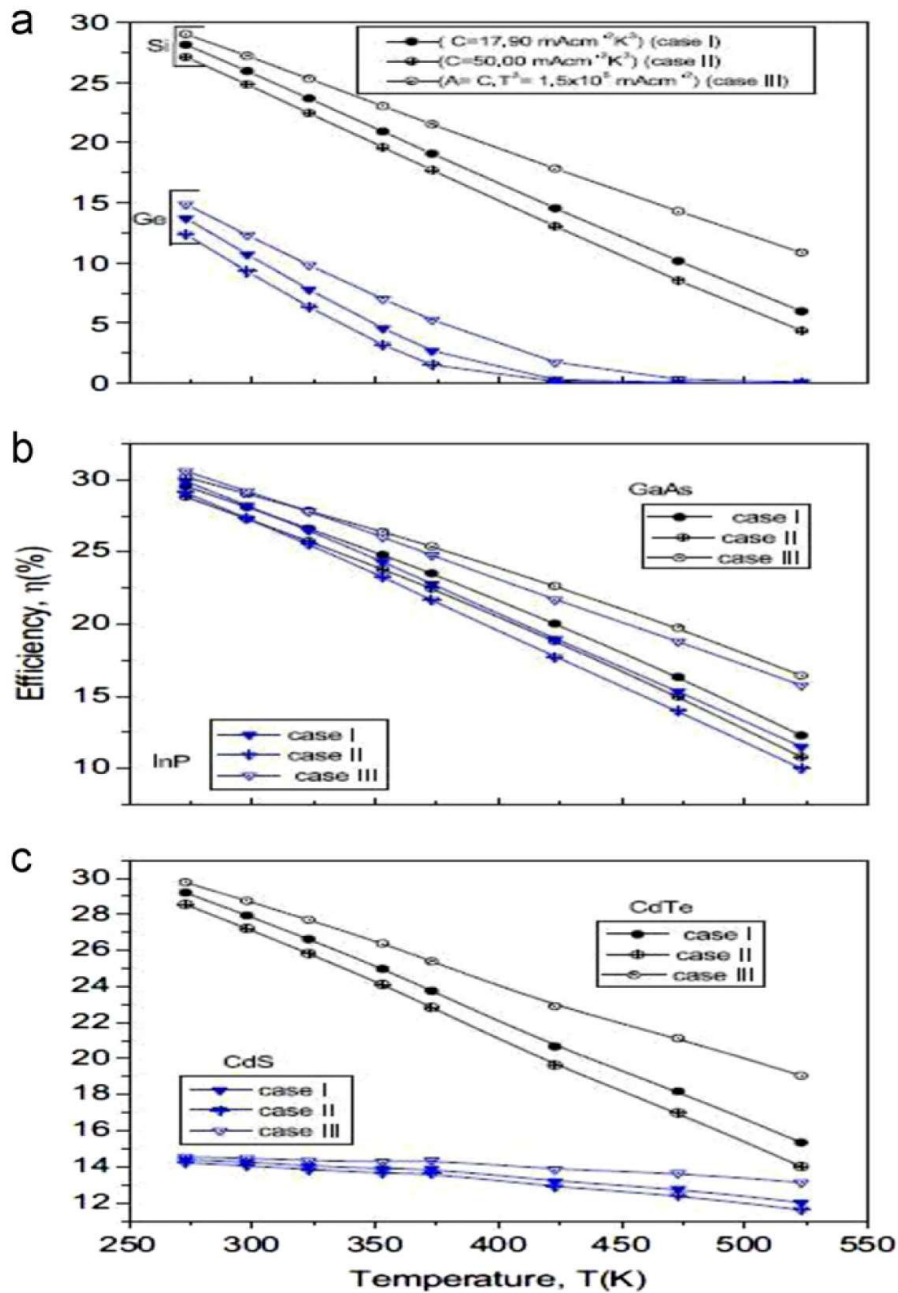 a
30
25
20
15
10
5
0
Si
Ge
( C=17,90 mAcm⁻²K³) (case I)
(C=50,00 mAcm⁻²K³) (case II)
(A= C,T³= 1,5x10⁸ mAcm⁻²) (case III)
b
30
25
20
15
10
GaAs
case I
case II
case III
InP
case I
case II
case III
Efficiency, η(%)
c
30
28
26
24
22
20
18
16
14
12
CdTe
case I
case II
case III
CdS
case I
case II
case III
250 300 350 400 450 500 550
Temperature, T(K)